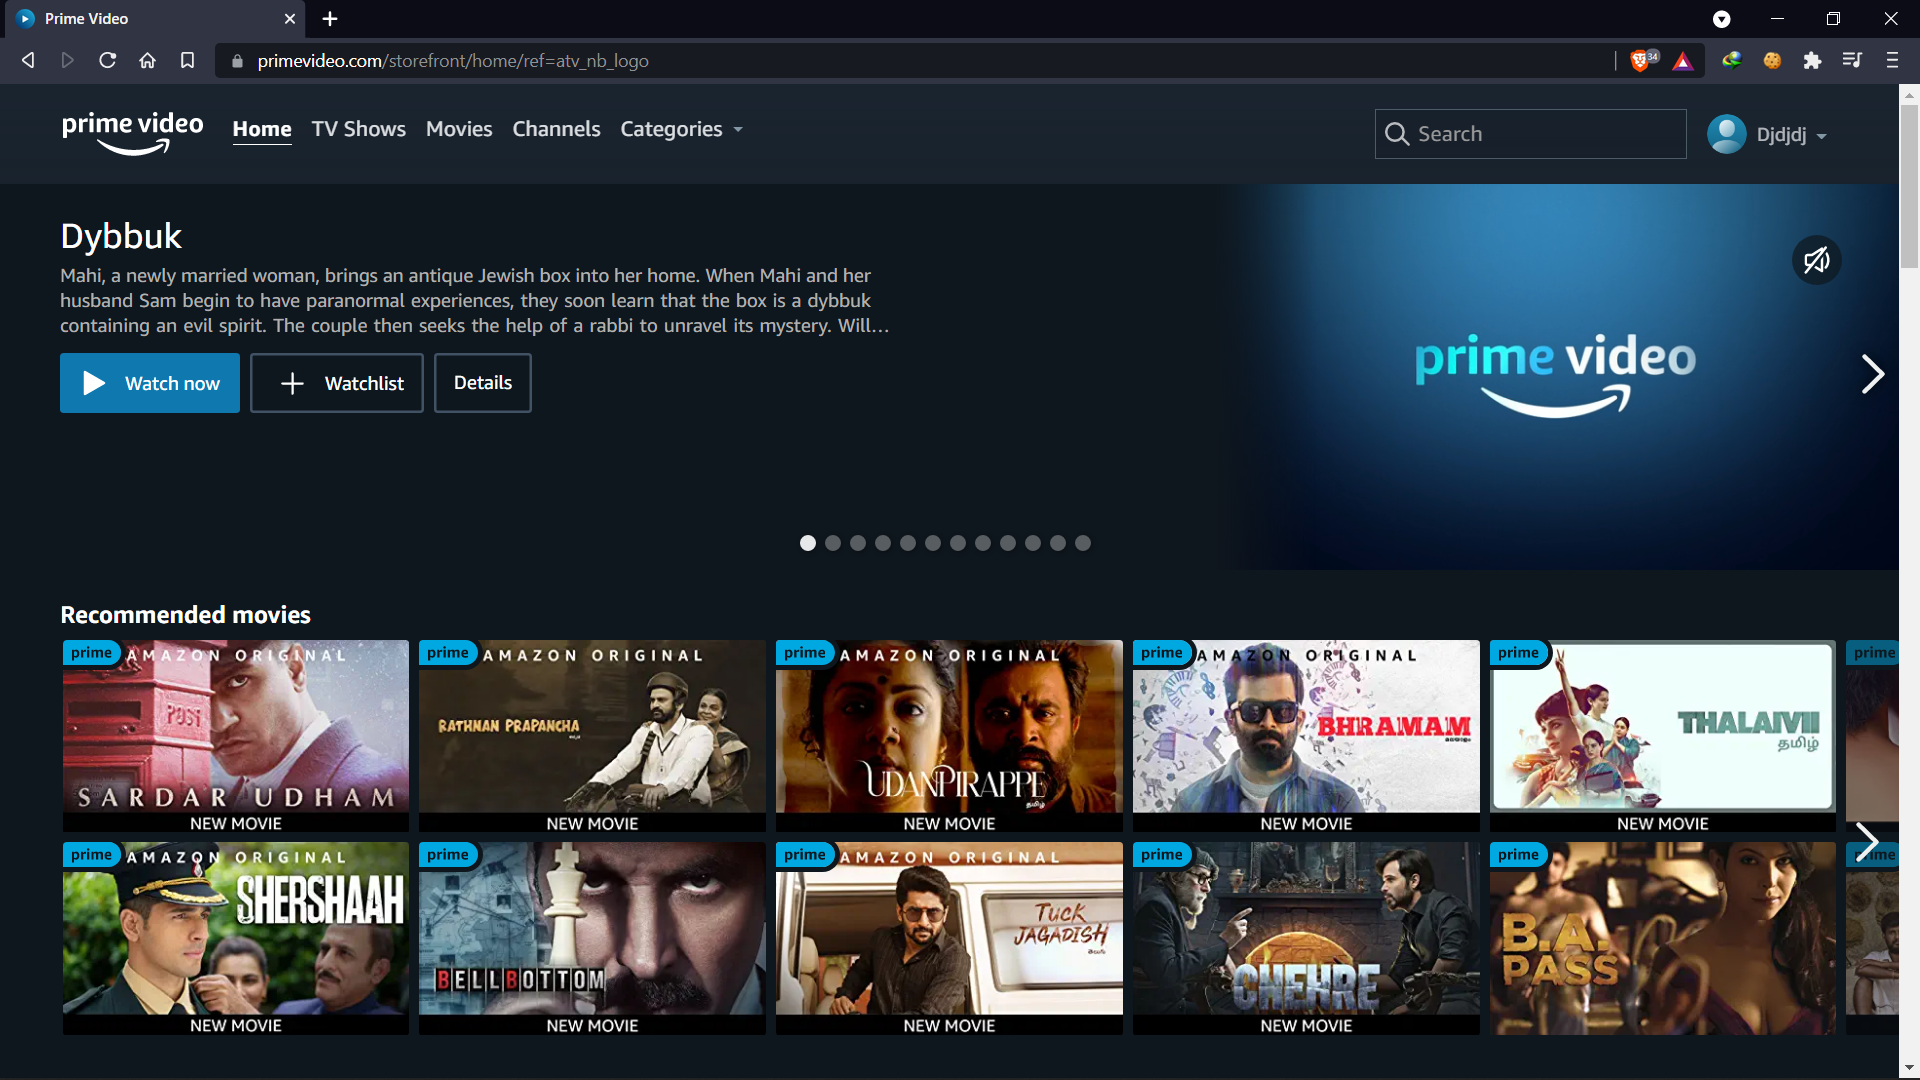 Prime Video
primevideo.com/storefront/home/ref=atv_nb_logo
34
prime video
Home
TV Shows
Movies
Channels
Categories
Search
Djdjdj
Dybbuk
Mahi, a newly married woman, brings an antique Jewish box into her home. When Mahi and her
husband Sam begin to have paranormal experiences, they soon learn that the box is a dybbuk
containing an evil spirit. The couple then seeks the help of a rabbi to unravel its mystery. Will...
Watch now
Watchlist
Details
prime video
Recommended movies
prime
AMAZON ORIGINAL
POST
SARDAR UDHAM
NEW MOVIE
prime
AMAZON ORIGINAL
RATHNAN PRAPANCHA
NEW MOVIE
prime
AMAZON ORIGINAL
UDANPIRAPPE
தமிழ்
NEW MOVIE
prime
AMAZON ORIGINAL
BHRAMAM
NEW MOVIE
prime
THALAIVII
தமிழ்
NEW MOVIE
prime
prime
AMAZON ORIGINAL
SHERSHAAH
NEW MOVIE
prime
BELLBOTTOM
NEW MOVIE
prime
AMAZON ORIGINAL
TUCK
JAGADISH
తెలుగు
NEW MOVIE
prime
CHEHRE
NEW MOVIE
prime
B.A.
PASS
prime